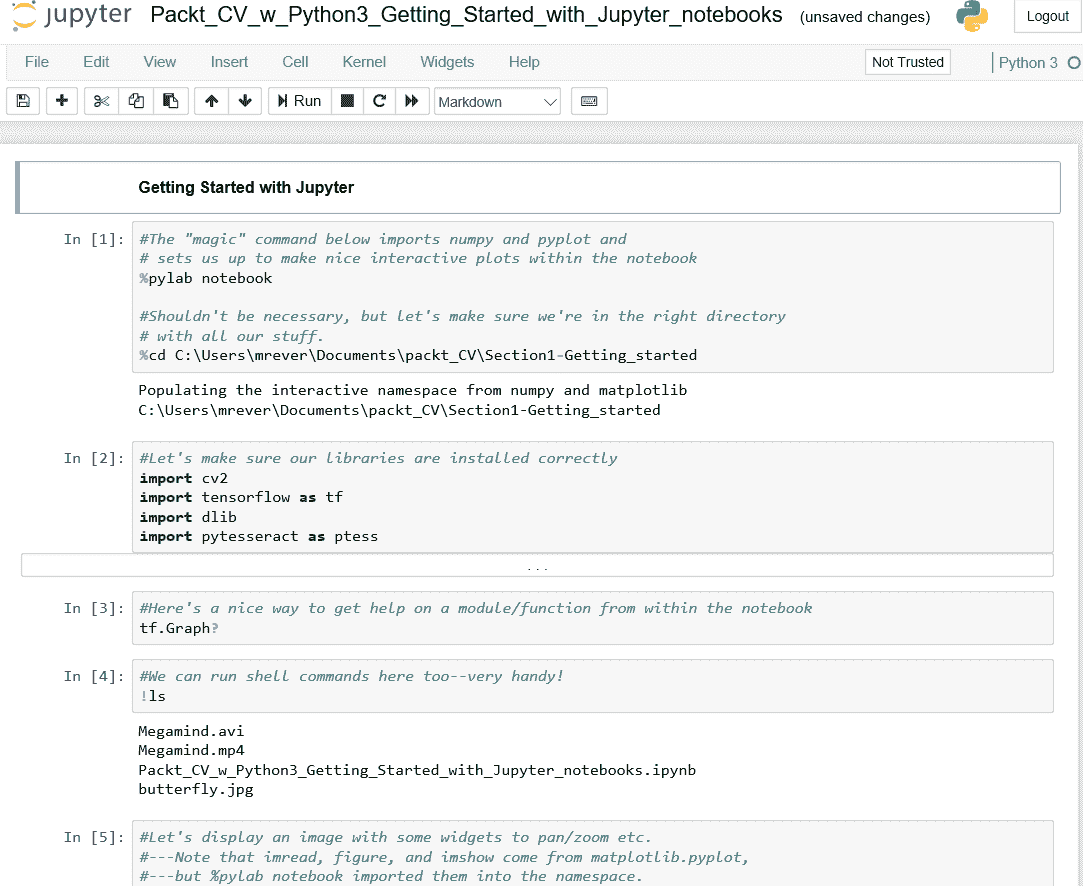 jupyter Packt_CV_w_Python3_Getting_Started_with_Jupyter_notebooks (unsaved changes) Logout
File Edit View Insert Cell Kernel Widgets Help Not Trusted Python 3
Run Markdown
Getting Started with Jupyter
In [1]: #The "magic" command below imports numpy and pyplot and
# sets us up to make nice interactive plots within the notebook
%pylab notebook
#Shouldn't be necessary, but let's make sure we're in the right directory
# with all our stuff.
%cd C:\Users\mrever\Documents\packt_CV\Section1-Getting_started
Populating the interactive namespace from numpy and matplotlib
C:\Users\mrever\Documents\packt_CV\Section1-Getting_started
In [2]: #Let's make sure our libraries are installed correctly
import cv2
import tensorflow as tf
import dlib
import pytesseract as ptess
...
In [3]: #Here's a nice way to get help on a module/function from within the notebook
tf.Graph?
In [4]: #We can run shell commands here too--very handy!
!ls
Megamind.avi
Megamind.mp4
Packt_CV_w_Python3_Getting_Started_with_Jupyter_notebooks.ipynb
butterfly.jpg
In [5]: #Let's display an image with some widgets to pan/zoom etc.
#---Note that imread, figure, and imshow come from matplotlib.pyplot,
#---but %pylab notebook imported them into the namespace.